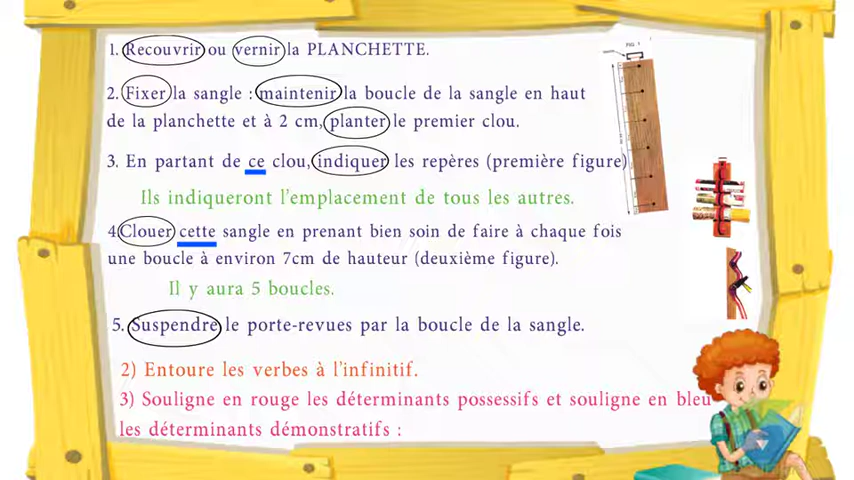 FIG 1
1. Recouvrir ou vernir la PLANCHETTE.
2. Fixer la sangle : maintenir la boucle de la sangle en haut
de la planchette et à 2 cm, planter le premier clou.
3. En partant de ce clou, indiquer les repères (première figure)
Ils indiqueront l'emplacement de tous les autres.
4 Clouer cette sangle en prenant bien soin de faire à chaque fois
une boucle à environ 7cm de hauteur (deuxième figure).
Il y aura 5 boucles.
5. Suspendre le porte-revues par la boucle de la sangle.
2) Entoure les verbes à l'infinitif.
3) Souligne en rouge les déterminants possessifs et souligne en bleu
les déterminants démonstratifs :